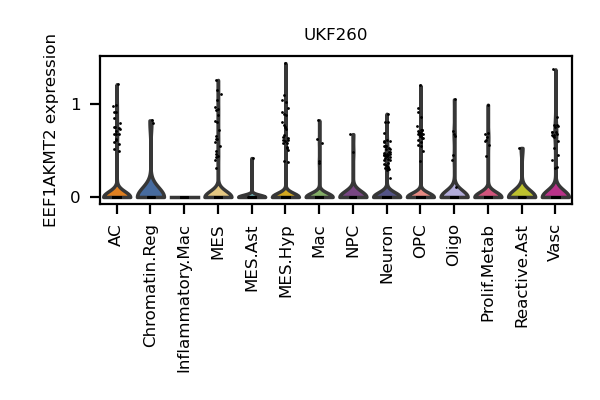 UKF260
EEF1AKMT2 expression
1
0
AC
Chromatin.Reg
Inflammatory.Mac
MES
MES.Ast
MES.Hyp
Mac
NPC
Neuron
OPC
Oligo
Prolif.Metab
Reactive.Ast
Vasc